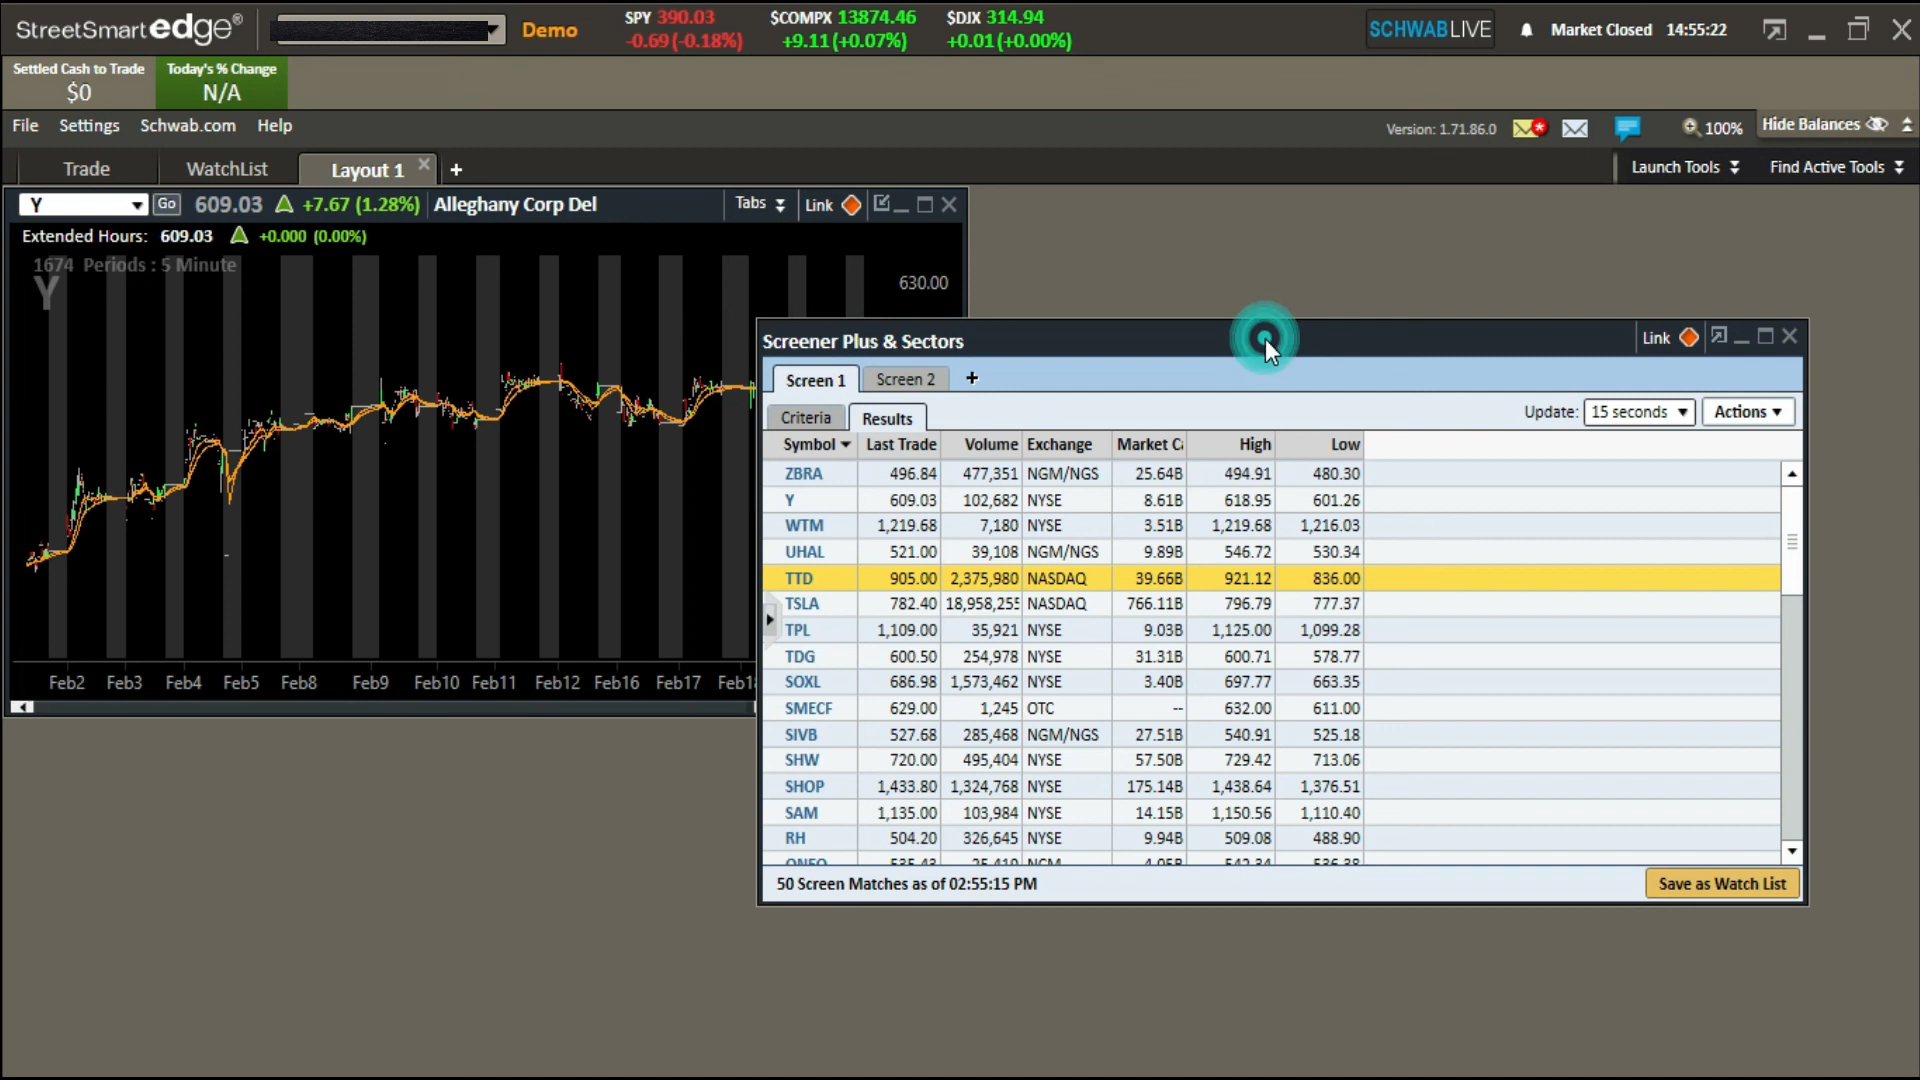 StreetSmart edge®
Demo
SPY 390.03
-0.69 (-0.18%)
$COMPX 13874.46
+9.11 (+0.07%)
$DJX 314.94
+0.01 (+0.00%)
SCHWABLIVE
Market Closed 14:55:22
Settled Cash to Trade
$0
Today's % Change
N/A
File Settings Schwab.com Help
Version: 1.71.86.0
100%
Hide Balances
Trade WatchList Layout 1 +
Launch Tools
Find Active Tools
Y Go 609.03 +7.67 (1.28%) Alleghany Corp Del
Tabs Link
Extended Hours: 609.03 +0.000 (0.00%)
1674 Periods : 5 Minute
Y
630.00
Feb2 Feb3 Feb4 Feb5 Feb8 Feb9 Feb10 Feb11 Feb12 Feb16 Feb17 Feb18
Screener Plus & Sectors
Link
Screen 1 Screen 2 +
Criteria Results
Update: 15 seconds Actions
Symbol Last Trade Volume Exchange Market C High Low
ZBRA 496.84 477,351 NGM/NGS 25.64B 494.91 480.30
Y 609.03 102,682 NYSE 8.61B 618.95 601.26
WTM 1,219.68 7,180 NYSE 3.51B 1,219.68 1,216.03
UHAL 521.00 39,108 NGM/NGS 9.89B 546.72 530.34
TTD 905.00 2,375,980 NASDAQ 39.66B 921.12 836.00
TSLA 782.40 18,958,255 NASDAQ 766.11B 796.79 777.37
TPL 1,109.00 35,921 NYSE 9.03B 1,125.00 1,099.28
TDG 600.50 254,978 NYSE 31.31B 600.71 578.77
SOXL 686.98 1,573,462 NYSE 3.40B 697.77 663.35
SMECF 629.00 1,245 OTC -- 632.00 611.00
SIVB 527.68 285,468 NGM/NGS 27.51B 540.91 525.18
SHW 720.00 495,404 NYSE 57.50B 729.42 713.06
SHOP 1,433.80 1,324,768 NYSE 175.14B 1,438.64 1,376.51
SAM 1,135.00 103,984 NYSE 14.15B 1,150.56 1,110.40
RH 504.20 326,645 NYSE 9.94B 509.08 488.90
50 Screen Matches as of 02:55:15 PM
Save as Watch List